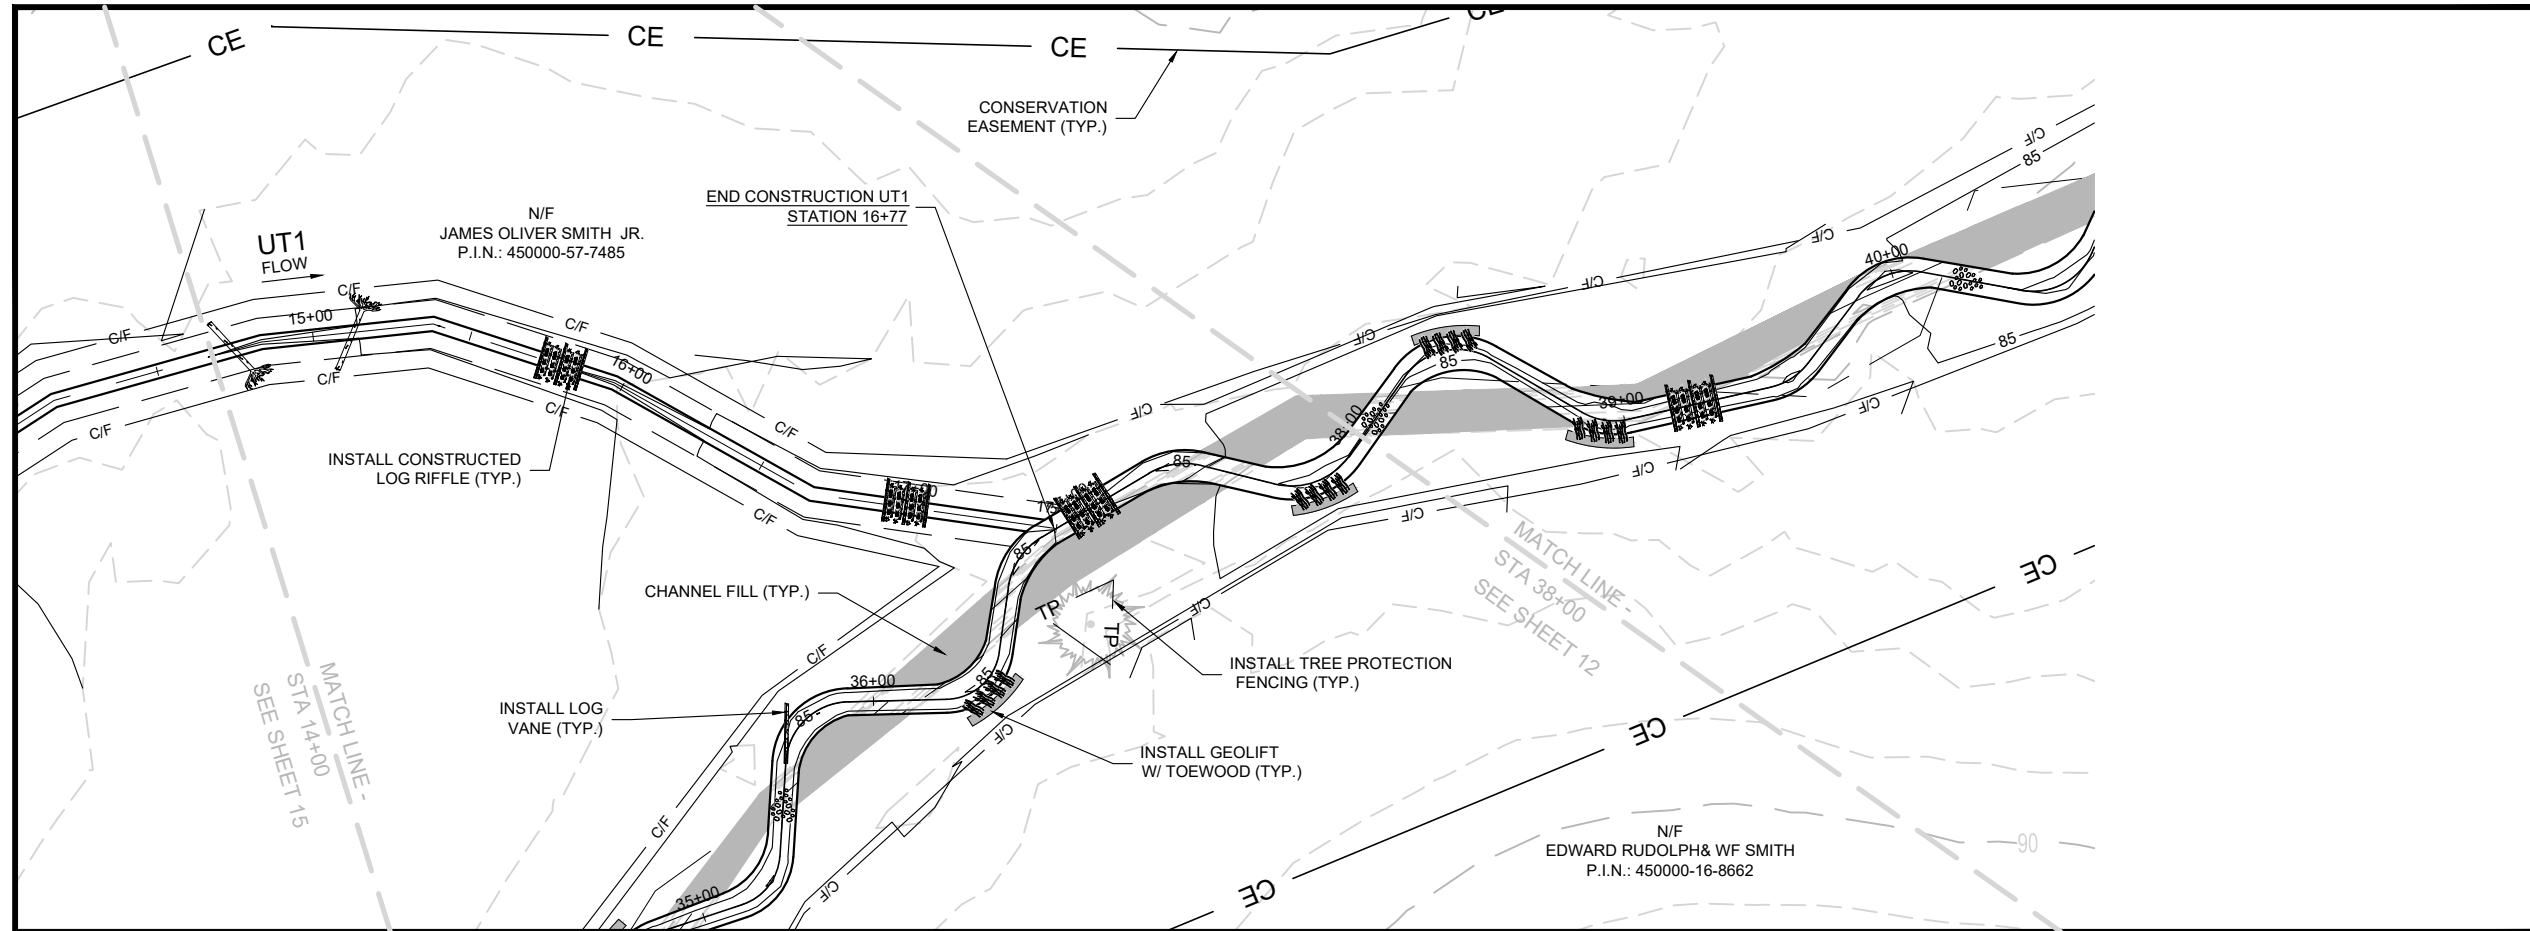 CE
CE
CE
CE
CONSERVATION
EASEMENT (TYP.)
C/F
85
END CONSTRUCTION UT1
STATION 16+77
N/F
JAMES OLIVER SMITH JR.
P.I.N.: 450000-57-7485
UT1
FLOW
C/F
C/F
40+00
C/F
C/F
15+00
C/F
C/F
C/F
85
85
16+00
C/F
C/F
C/F
39+00
C/F
C/F
C/F
38+00
INSTALL CONSTRUCTED
LOG RIFFLE (TYP.)
85
C/F
C/F
C/F
MATCH LINE -
STA 38+00
SEE SHEET 12
85
CE
CHANNEL FILL (TYP.)
TP
TP
C/F
C/F
INSTALL TREE PROTECTION
FENCING (TYP.)
MATCH LINE -
STA 14+00
SEE SHEET 15
36+00
85
INSTALL LOG
VANE (TYP.)
85
C/F
CE
INSTALL GEOLIFT
W/ TOEWOOD (TYP.)
C/F
N/F
EDWARD RUDOLPH& WF SMITH
P.I.N.: 450000-16-8662
90
35+00
C/F
CE